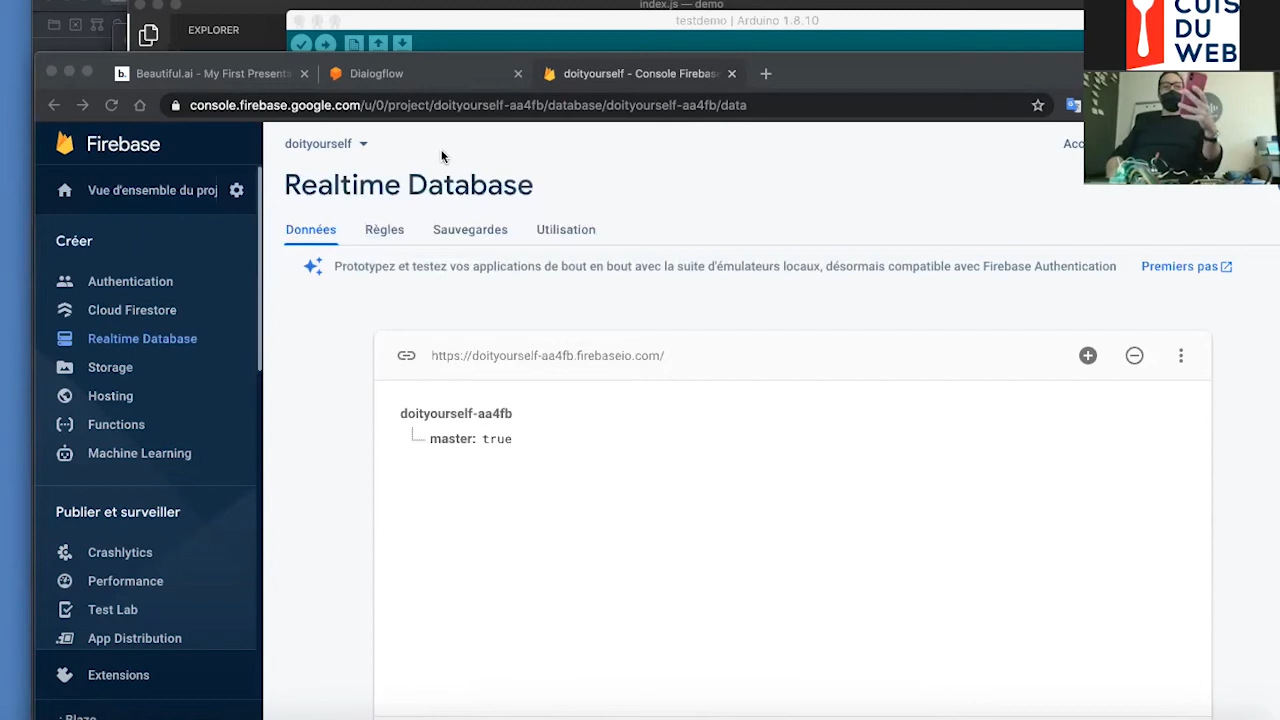 index.js — demo
EXPLORER
testdemo | Arduino 1.8.10
CUIS
DU
WEB
b. Beautiful.ai - My First Present
Dialogflow
doityourself - Console Firebas
console.firebase.google.com/u/0/project/doityourself-aa4fb/database/doityourself-aa4fb/data
Firebase
doityourself
Acc
Realtime Database
Vue d'ensemble du proj
Données
Règles
Sauvegardes
Utilisation
Créer
Prototypez et testez vos applications de bout en bout avec la suite d'émulateurs locaux, désormais compatible avec Firebase Authentication
Premiers pas
Authentication
Cloud Firestore
Realtime Database
Storage
Hosting
Functions
Machine Learning
https://doityourself-aa4fb.firebaseio.com/
doityourself-aa4fb
master: true
Publier et surveiller
Crashlytics
Performance
Test Lab
App Distribution
Extensions
Blaze